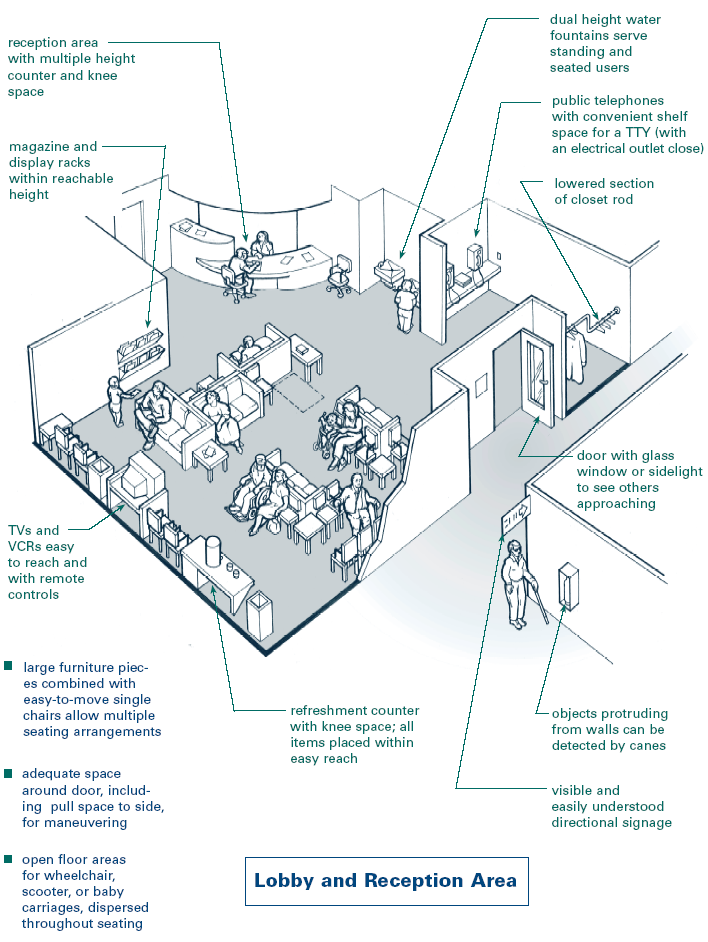 reception area
with multiple height
counter and knee
space
dual height water
fountains serve
standing and
seated users
public telephones
with convenient shelf
space for a TTY (with
an electrical outlet close)
magazine and
display racks
within reachable
height
lowered section
of closet rod
door with glass
window or sidelight
to see others
approaching
TVs and
VCRs easy
to reach and
with remote
controls
large furniture piec-
es combined with
easy-to-move single
chairs allow multiple
seating arrangements
refreshment counter
with knee space; all
items placed within
easy reach
objects protruding
from walls can be
detected by canes
adequate space
around door, includ-
ing pull space to side,
for maneuvering
visible and
easily understood
directional signage
open floor areas
for wheelchair,
scooter, or baby
carriages, dispersed
throughout seating
Lobby and Reception Area